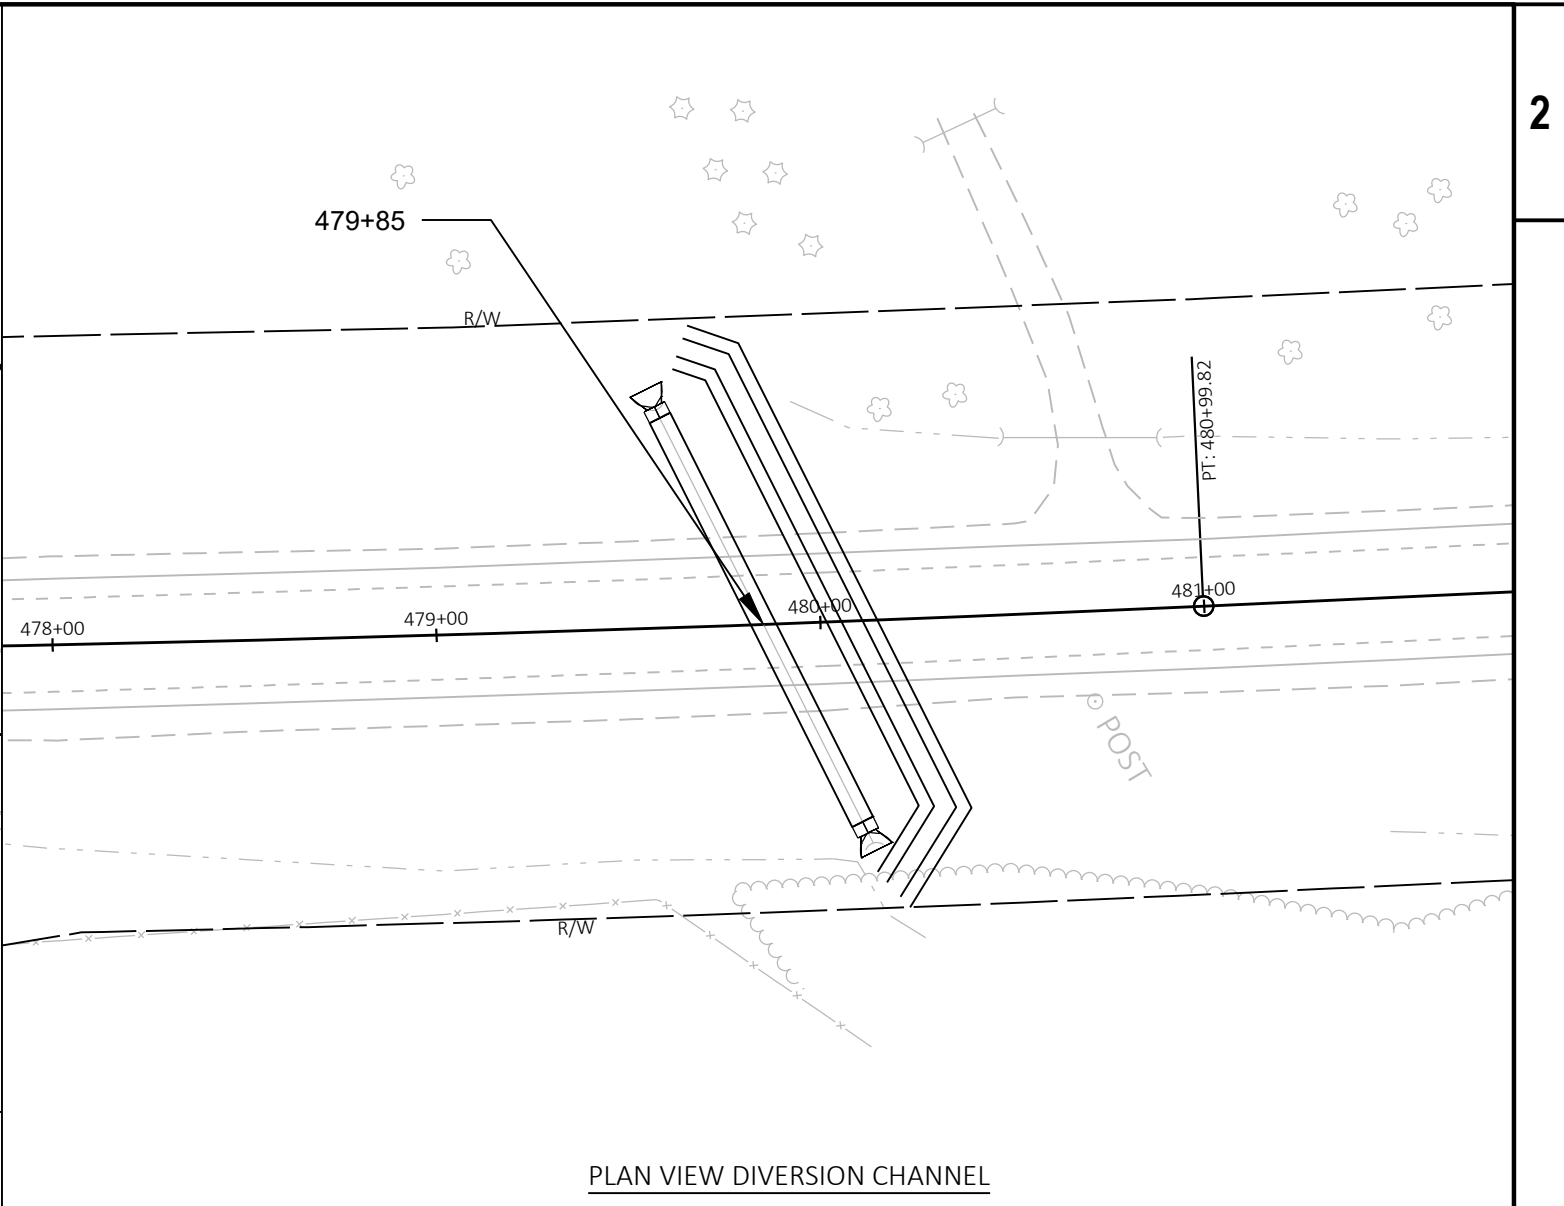 2
479+85
R/W
PT: 480+99.82
478+00
479+00
480+00
481+00
POST
R/W
PLAN VIEW DIVERSION CHANNEL